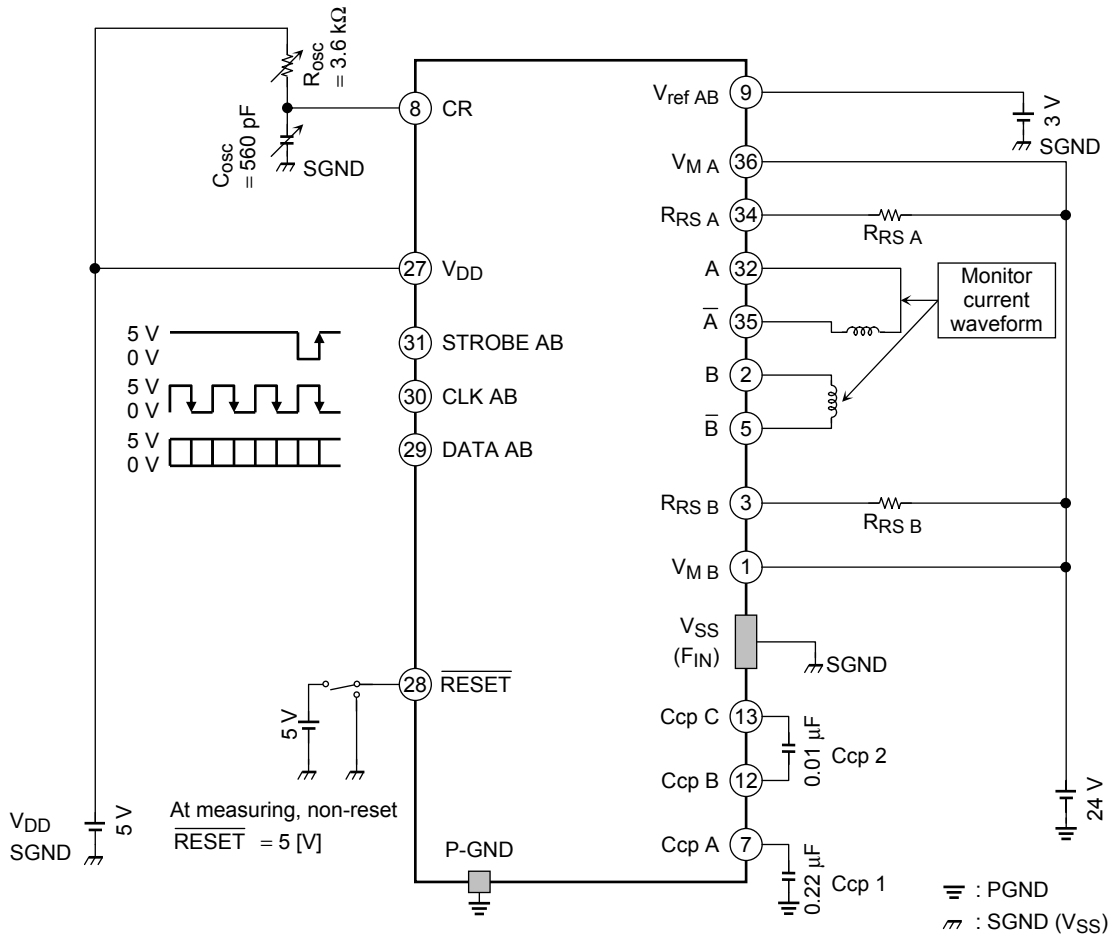 Rosc
= 3.6 kΩ
Cosc
= 560 pF
SGND
8
CR
27
VDD
5 V
0 V
31
STROBE AB
5 V
0 V
30
CLK AB
5 V
0 V
29
DATA AB
28
RESET
5 V
At measuring, non-reset
RESET = 5 [V]
VDD
SGND
5 V
P-GND
Vref AB
9
3 V
SGND
VM A
36
RRS A
34
RRS A
A
32
A
35
Monitor
current
waveform
B
2
B
5
RRS B
3
RRS B
VM B
1
VSS
(FIN)
SGND
Ccp C
13
0.01 μF
Ccp 2
Ccp B
12
24 V
Ccp A
7
0.22 μF
Ccp 1
: PGND
: SGND (VSS)